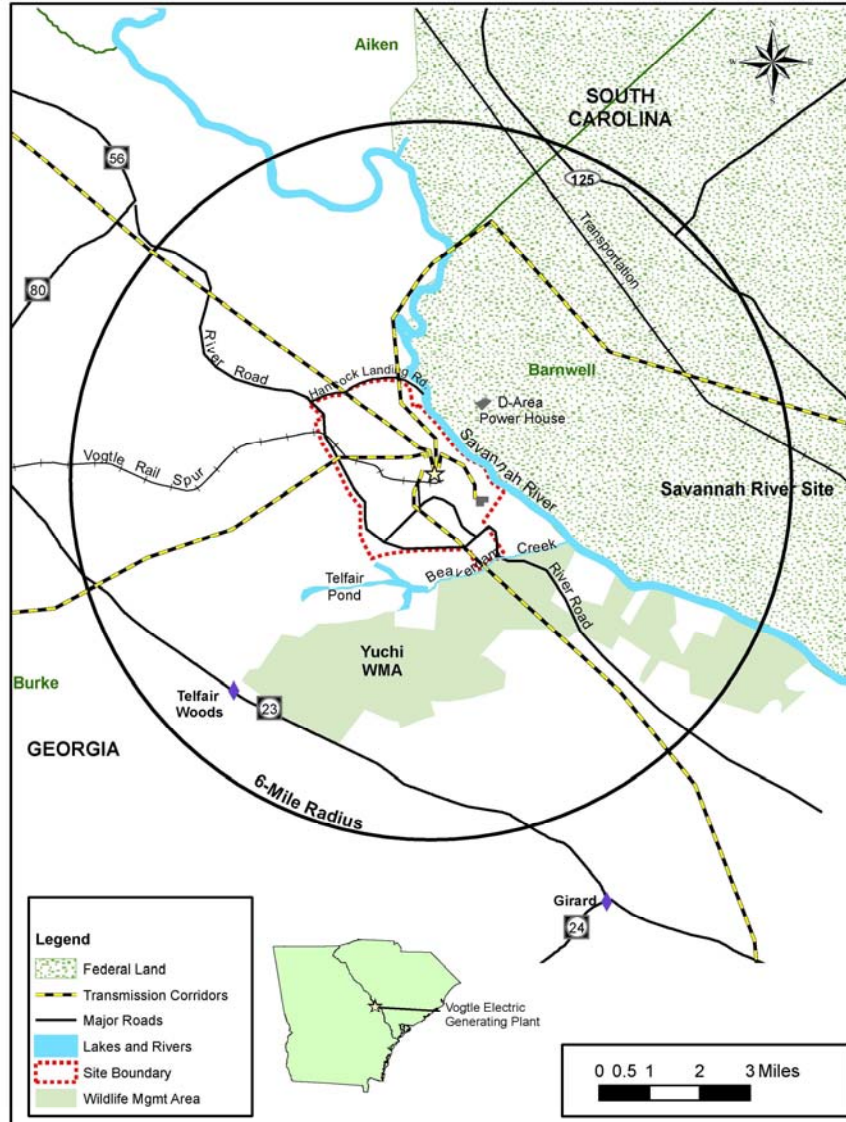 Aiken
SOUTH
CAROLINA
W
N
E
S
56
125
Transportation
80
River Road
Hancock Landing Rd.
Barnwell
D-Area
Power House
Savannah River
Vogtle Rail Spur
Savannah River Site
Beaverdam Creek
Telfair
Pond
River Road
Yuchi
WMA
Burke
Telfair
Woods
23
GEORGIA
6-Mile Radius
Girard
24
Legend
Federal Land
Transmission Corridors
Major Roads
Lakes and Rivers
Site Boundary
Wildlife Mgmt Area
Vogtle Electric
Generating Plant
0 0.5 1 2 3 Miles